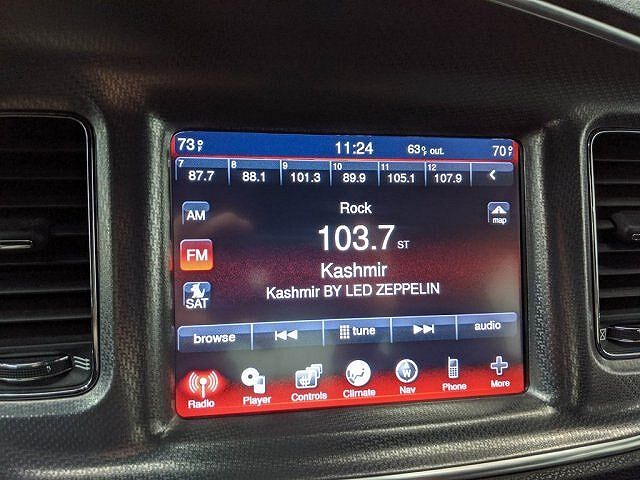 73°F 11:24 63°F out. 70°F
7 8 9 10 11 12
87.7 88.1 101.3 89.9 105.1 107.9
AM Rock map
FM 103.7 ST
Kashmir
SAT Kashmir BY LED ZEPPELIN
browse tune audio
Radio Player Controls Climate Nav Phone More